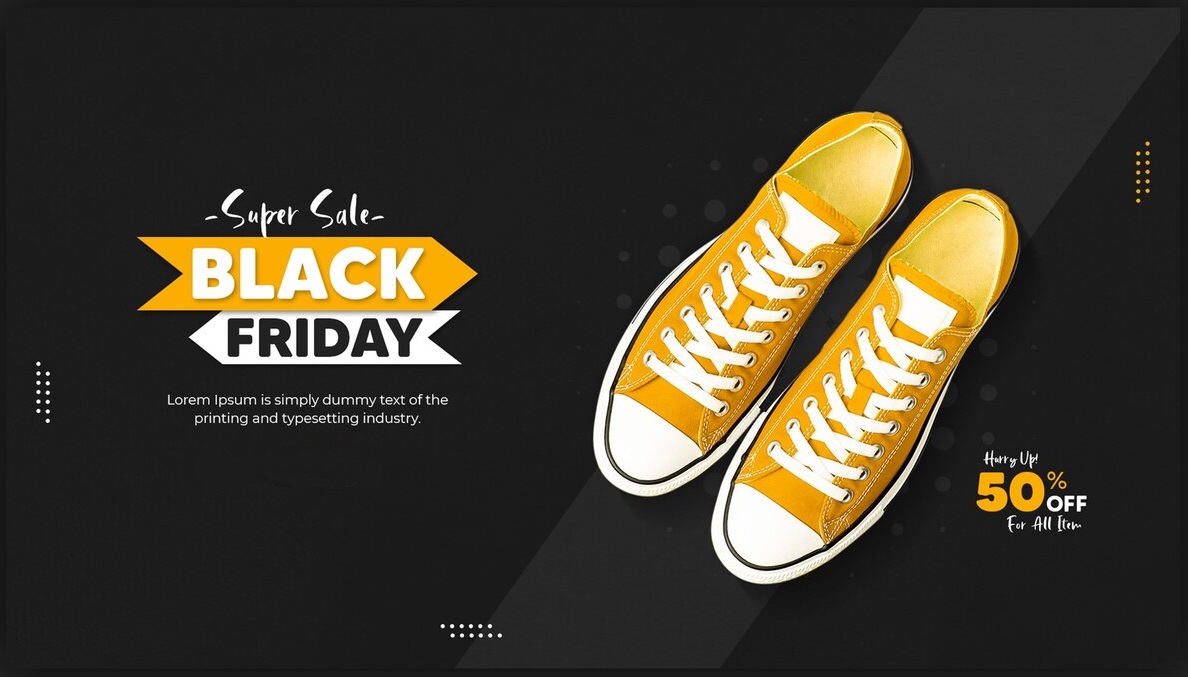 -Super Sale-
BLACK
FRIDAY
Lorem Ipsum is simply dummy text of the
printing and typesetting industry.
Hurry Up!
50% OFF
For All Item